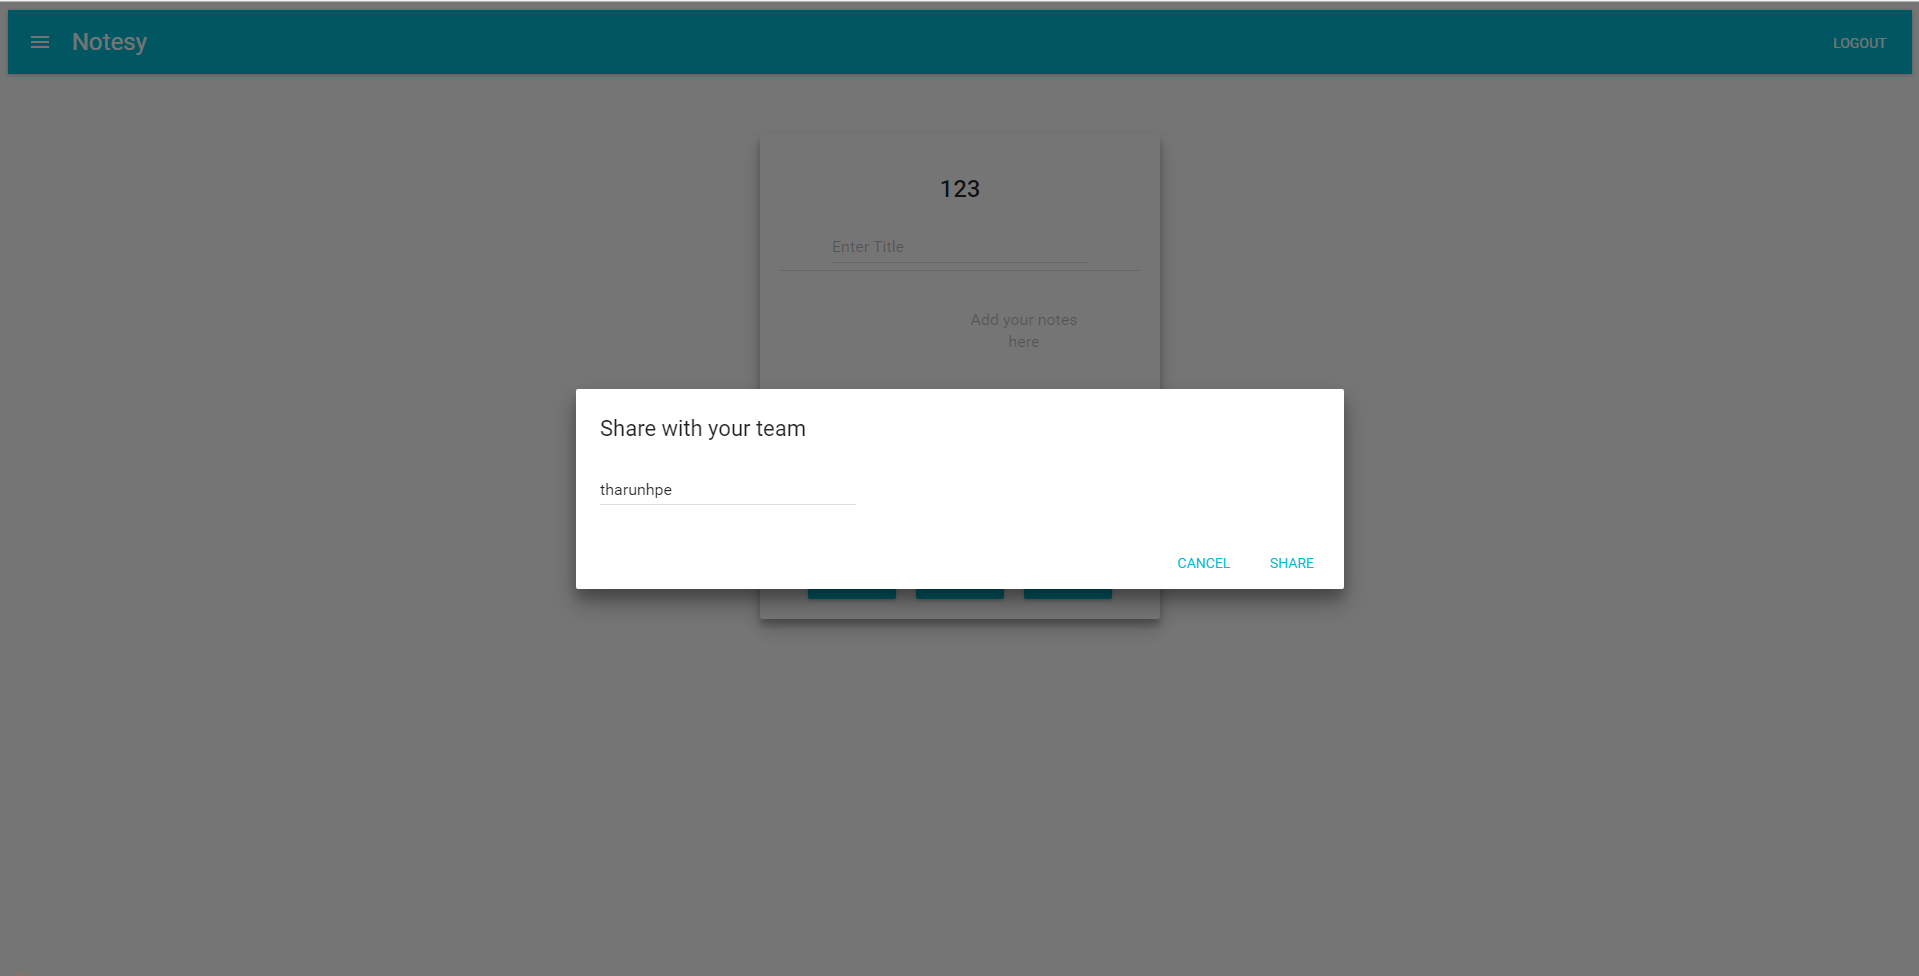 Notesy
LOGOUT
123
Enter Title
Add your notes
here
Share with your team
tharunhpe
CANCEL
SHARE